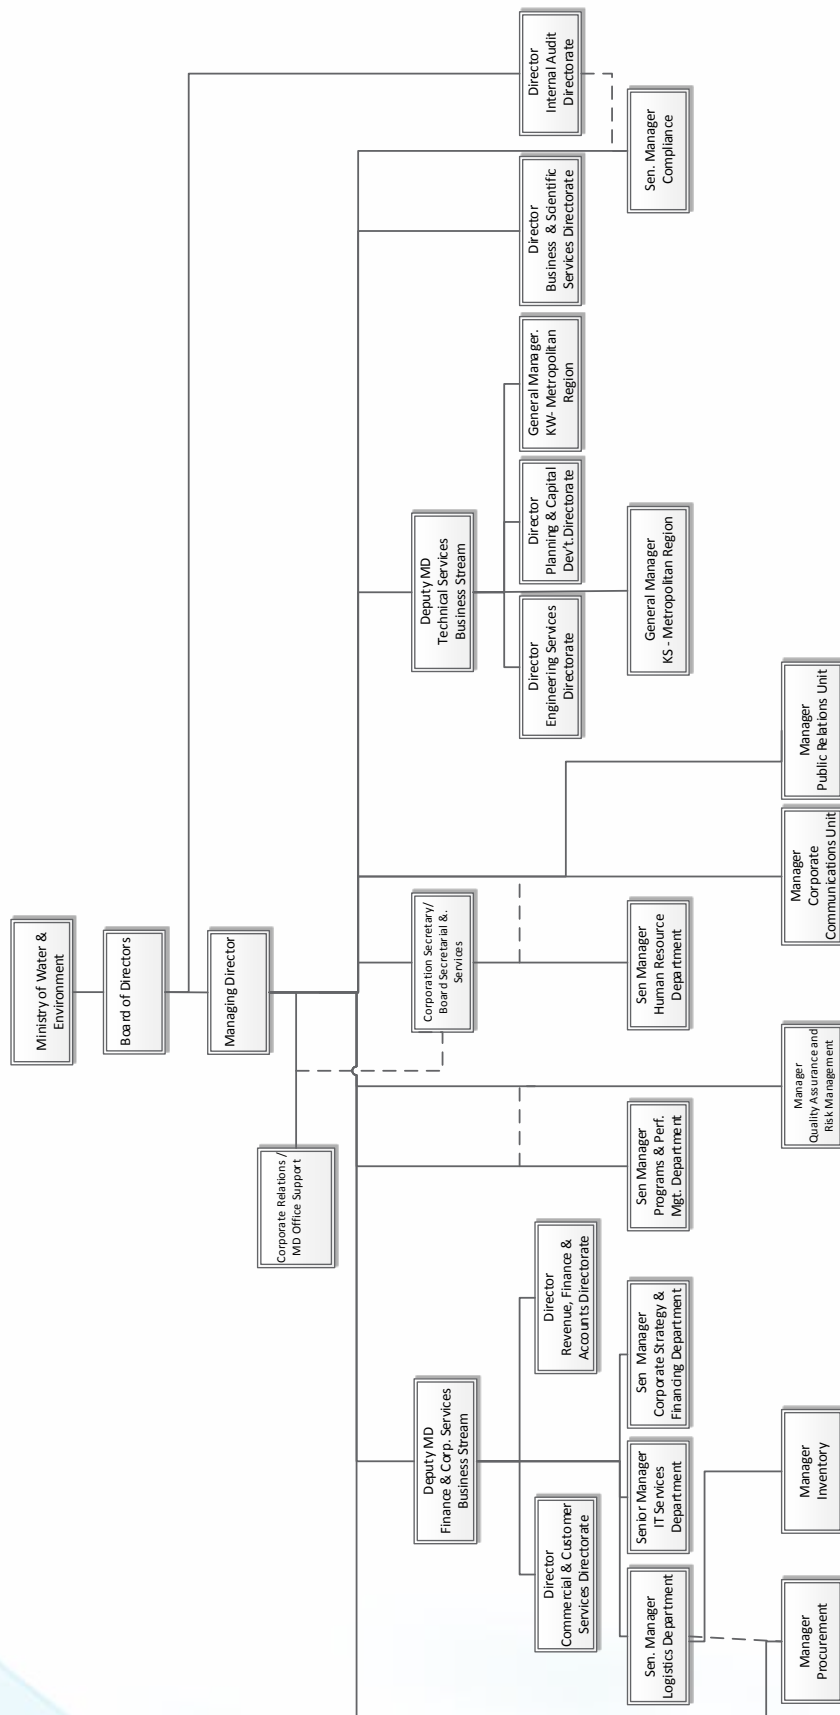 Ministry of Water &
Environment
Board of Directors
Managing Director
Corporate Relations /
MD Office Support
Deputy MD
Finance & Corp. Services
Business Stream
Corporation Secretary/
Board Secretarial &.
Services
Deputy MD
Technical Services
Business Stream
Director
Commercial & Customer
Services Directorate
Director
Revenue, Finance &
Accounts Directorate
Director
Engineering Services
Directorate
Director
Planning & Capital
Dev't.Directorate
General Manager.
KW- Metropolitan
Region
Director
Business & Scientific
Services Directorate
Director
Internal Audit
Directorate
Sen. Manager
Logistics Department
Senior Manager
IT Services
Department
Sen Manager
Corporate Strategy &
Financing Department
Sen Manager
Programs & Perf.
Mgt. Department
Sen Manager
Human Resource
Department
General Manager
KS - Metropolitan Region
Sen. Manager
Compliance
Manager
Procurement
Manager
Inventory
Manager
Quality Assurance and
Risk Management
Manager
Corporate
Communications Unit
Manager
Public Relations Unit